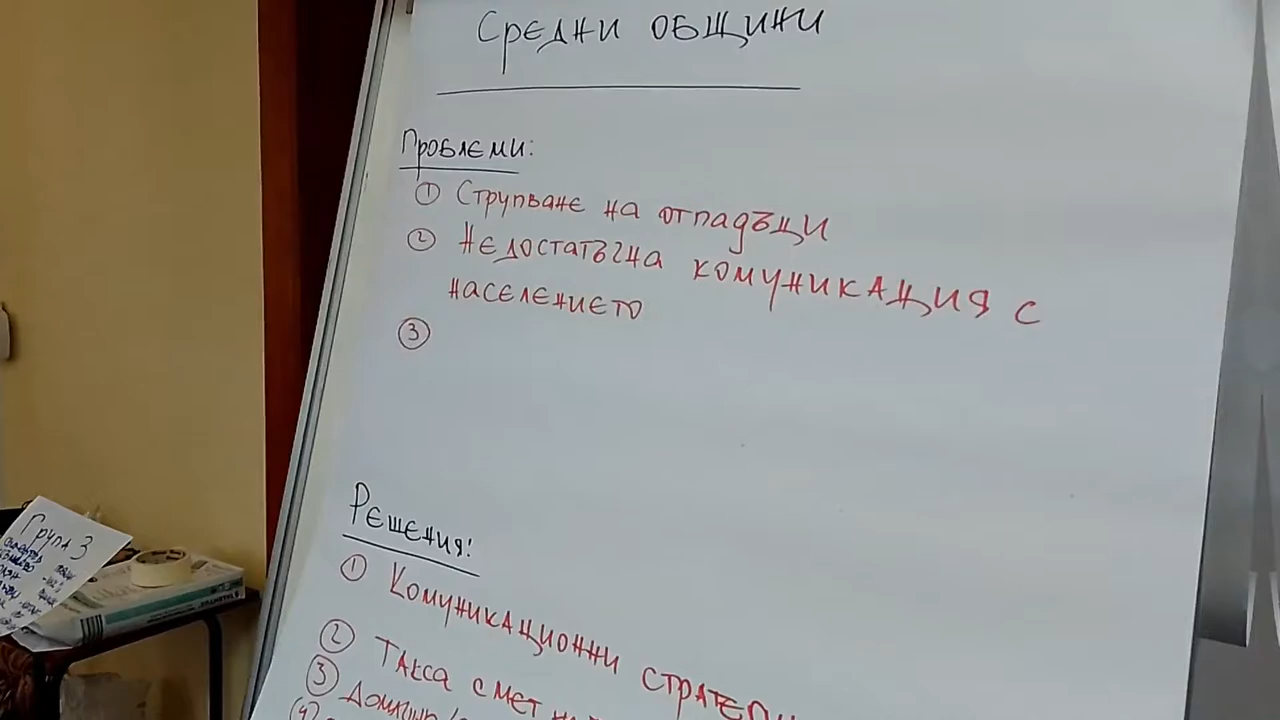 Средни общини
Проблеми:
① Струпване на отпадъци
② Недостатъчна комуникация с
населението
③
Решения:
① Комуникационни
② Такса смет
③
Група 3